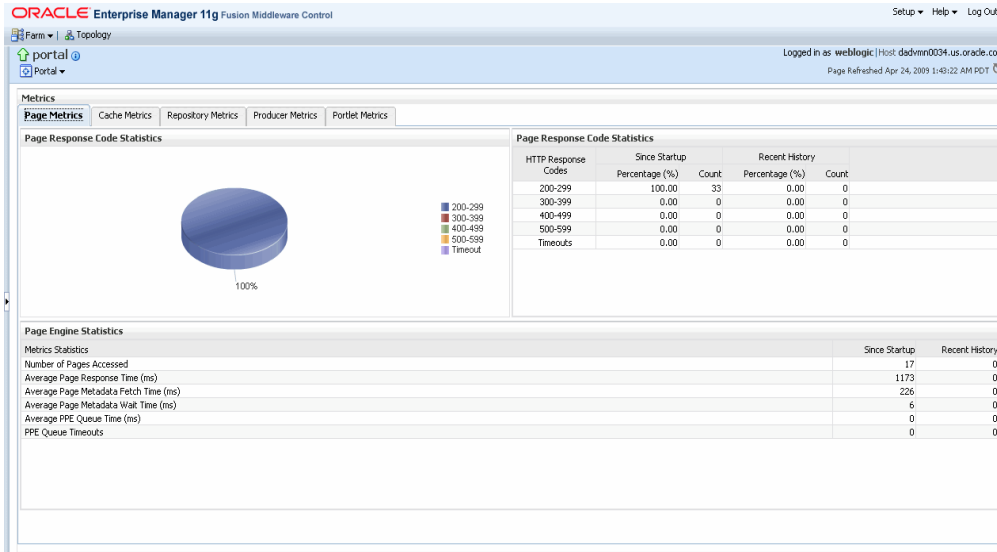 ORACLE Enterprise Manager 11g Fusion Middleware Control
Setup Help Log Out
Farm Topology
portal
Logged in as weblogic | Host dadvmn0034.us.oracle.co
Portal
Page Refreshed Apr 24, 2009 1:43:22 AM PDT
Metrics
Page Metrics Cache Metrics Repository Metrics Producer Metrics Portlet Metrics
Page Response Code Statistics
200-299
300-399
400-499
500-599
Timeout
100%
Page Response Code Statistics
HTTP Response Codes Since Startup Recent History
Percentage (%) Count Percentage (%) Count
200-299 100.00 33 0.00 0
300-399 0.00 0 0.00 0
400-499 0.00 0 0.00 0
500-599 0.00 0 0.00 0
Timeouts 0.00 0 0.00 0
Page Engine Statistics
Metrics Statistics Since Startup Recent History
Number of Pages Accessed 17 0
Average Page Response Time (ms) 1173 0
Average Page Metadata Fetch Time (ms) 226 0
Average Page Metadata Wait Time (ms) 6 0
Average PPE Queue Time (ms) 0 0
PPE Queue Timeouts 0 0